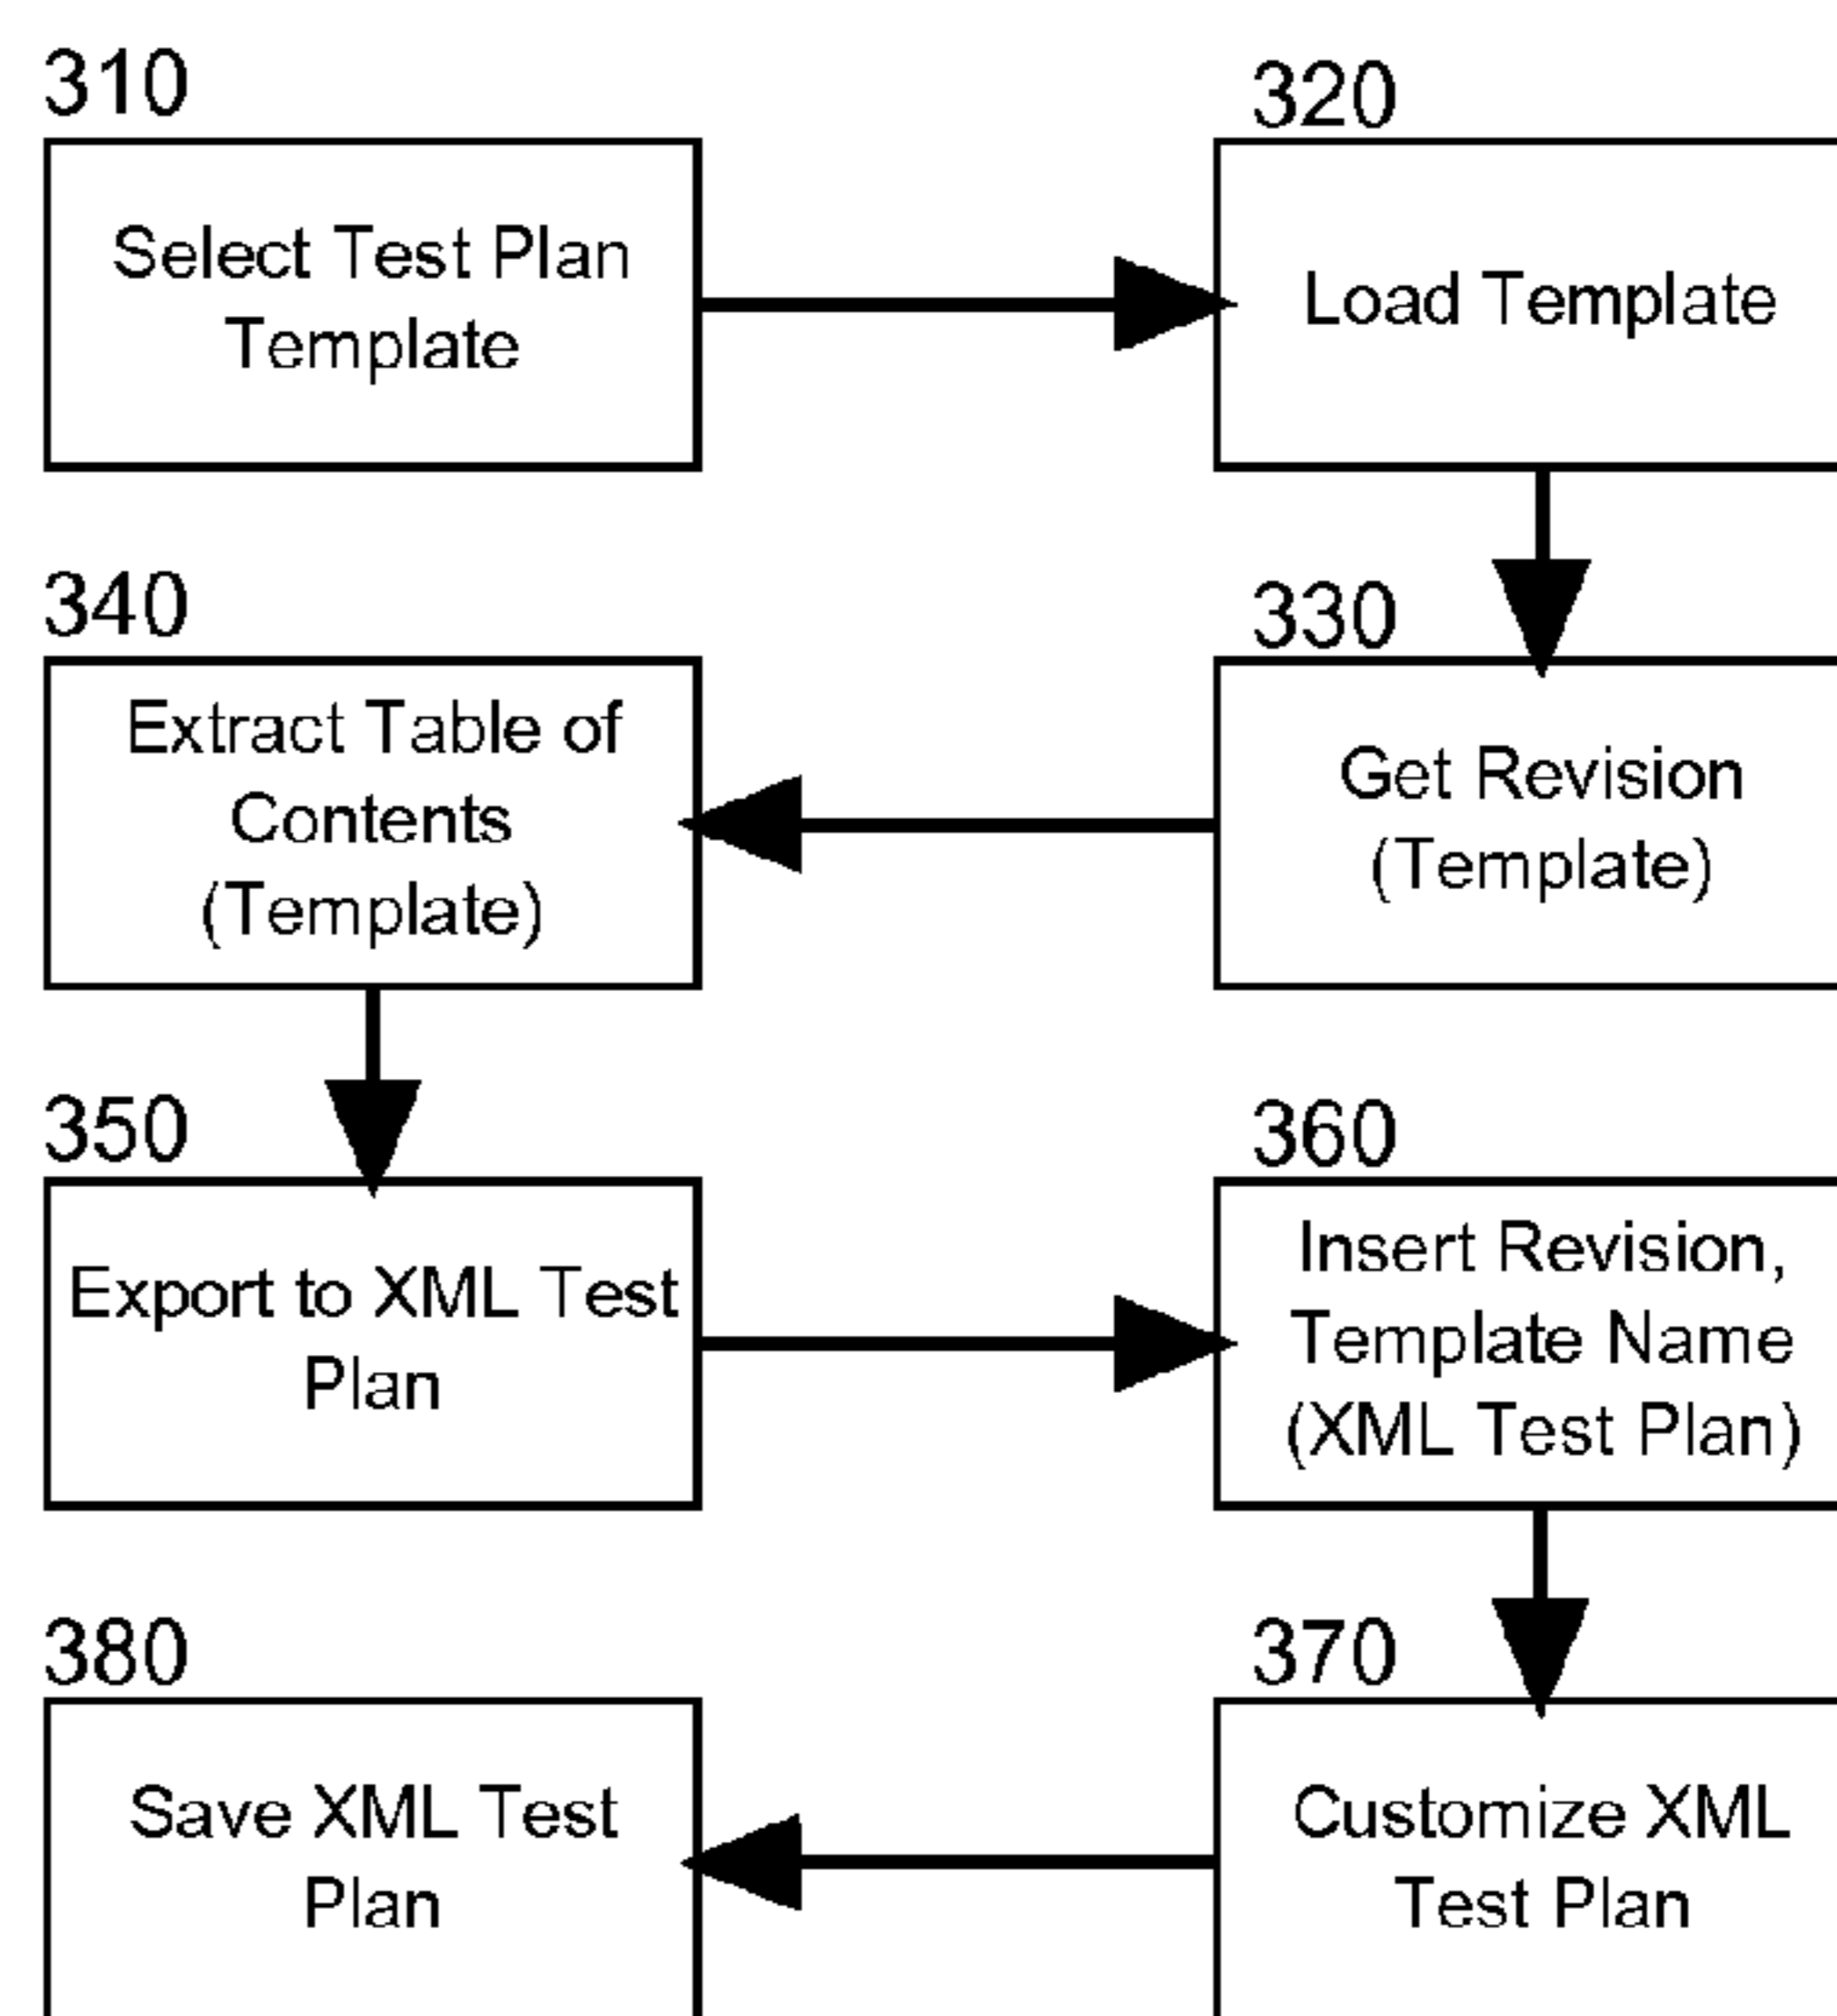 310
Select Test Plan
Template
320
Load Template
330
Get Revision
(Template)
340
Extract Table of
Contents
(Template)
350
Export to XML Test
Plan
360
Insert Revision,
Template Name
(XML Test Plan)
370
Customize XML
Test Plan
380
Save XML Test
Plan